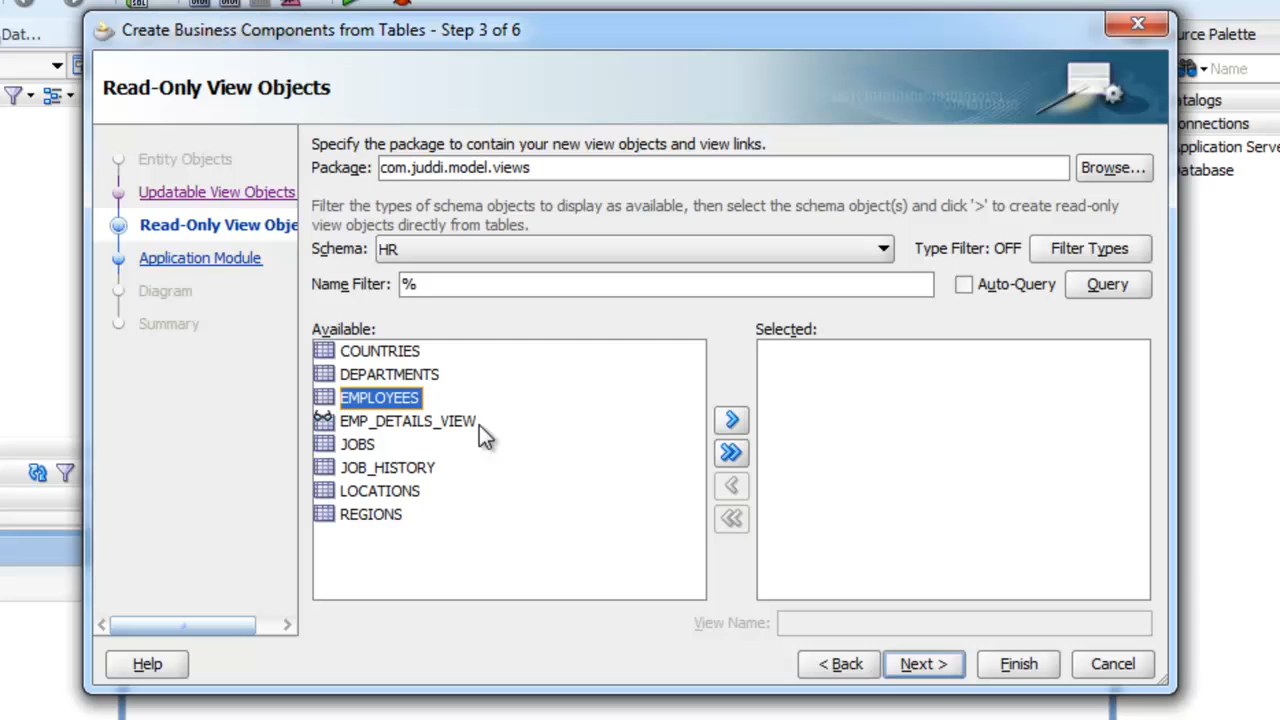 Create Business Components from Tables - Step 3 of 6
Dat...
urce Palette
Name
Read-Only View Objects
atalogs
onnections
Application Serve
atabase
Entity Objects
Updatable View Objects
Read-Only View Obje
Application Module
Diagram
Summary
Specify the package to contain your new view objects and view links.
Package: com.juddi.model.views Browse...
Filter the types of schema objects to display as available, then select the schema object(s) and click '>' to create read-only
view objects directly from tables.
Schema: HR Type Filter: OFF Filter Types
Name Filter: % Auto-Query Query
Available: Selected:
COUNTRIES
DEPARTMENTS
EMPLOYEES
EMP_DETAILS_VIEW
JOBS
JOB_HISTORY
LOCATIONS
REGIONS
View Name:
Help < Back Next > Finish Cancel